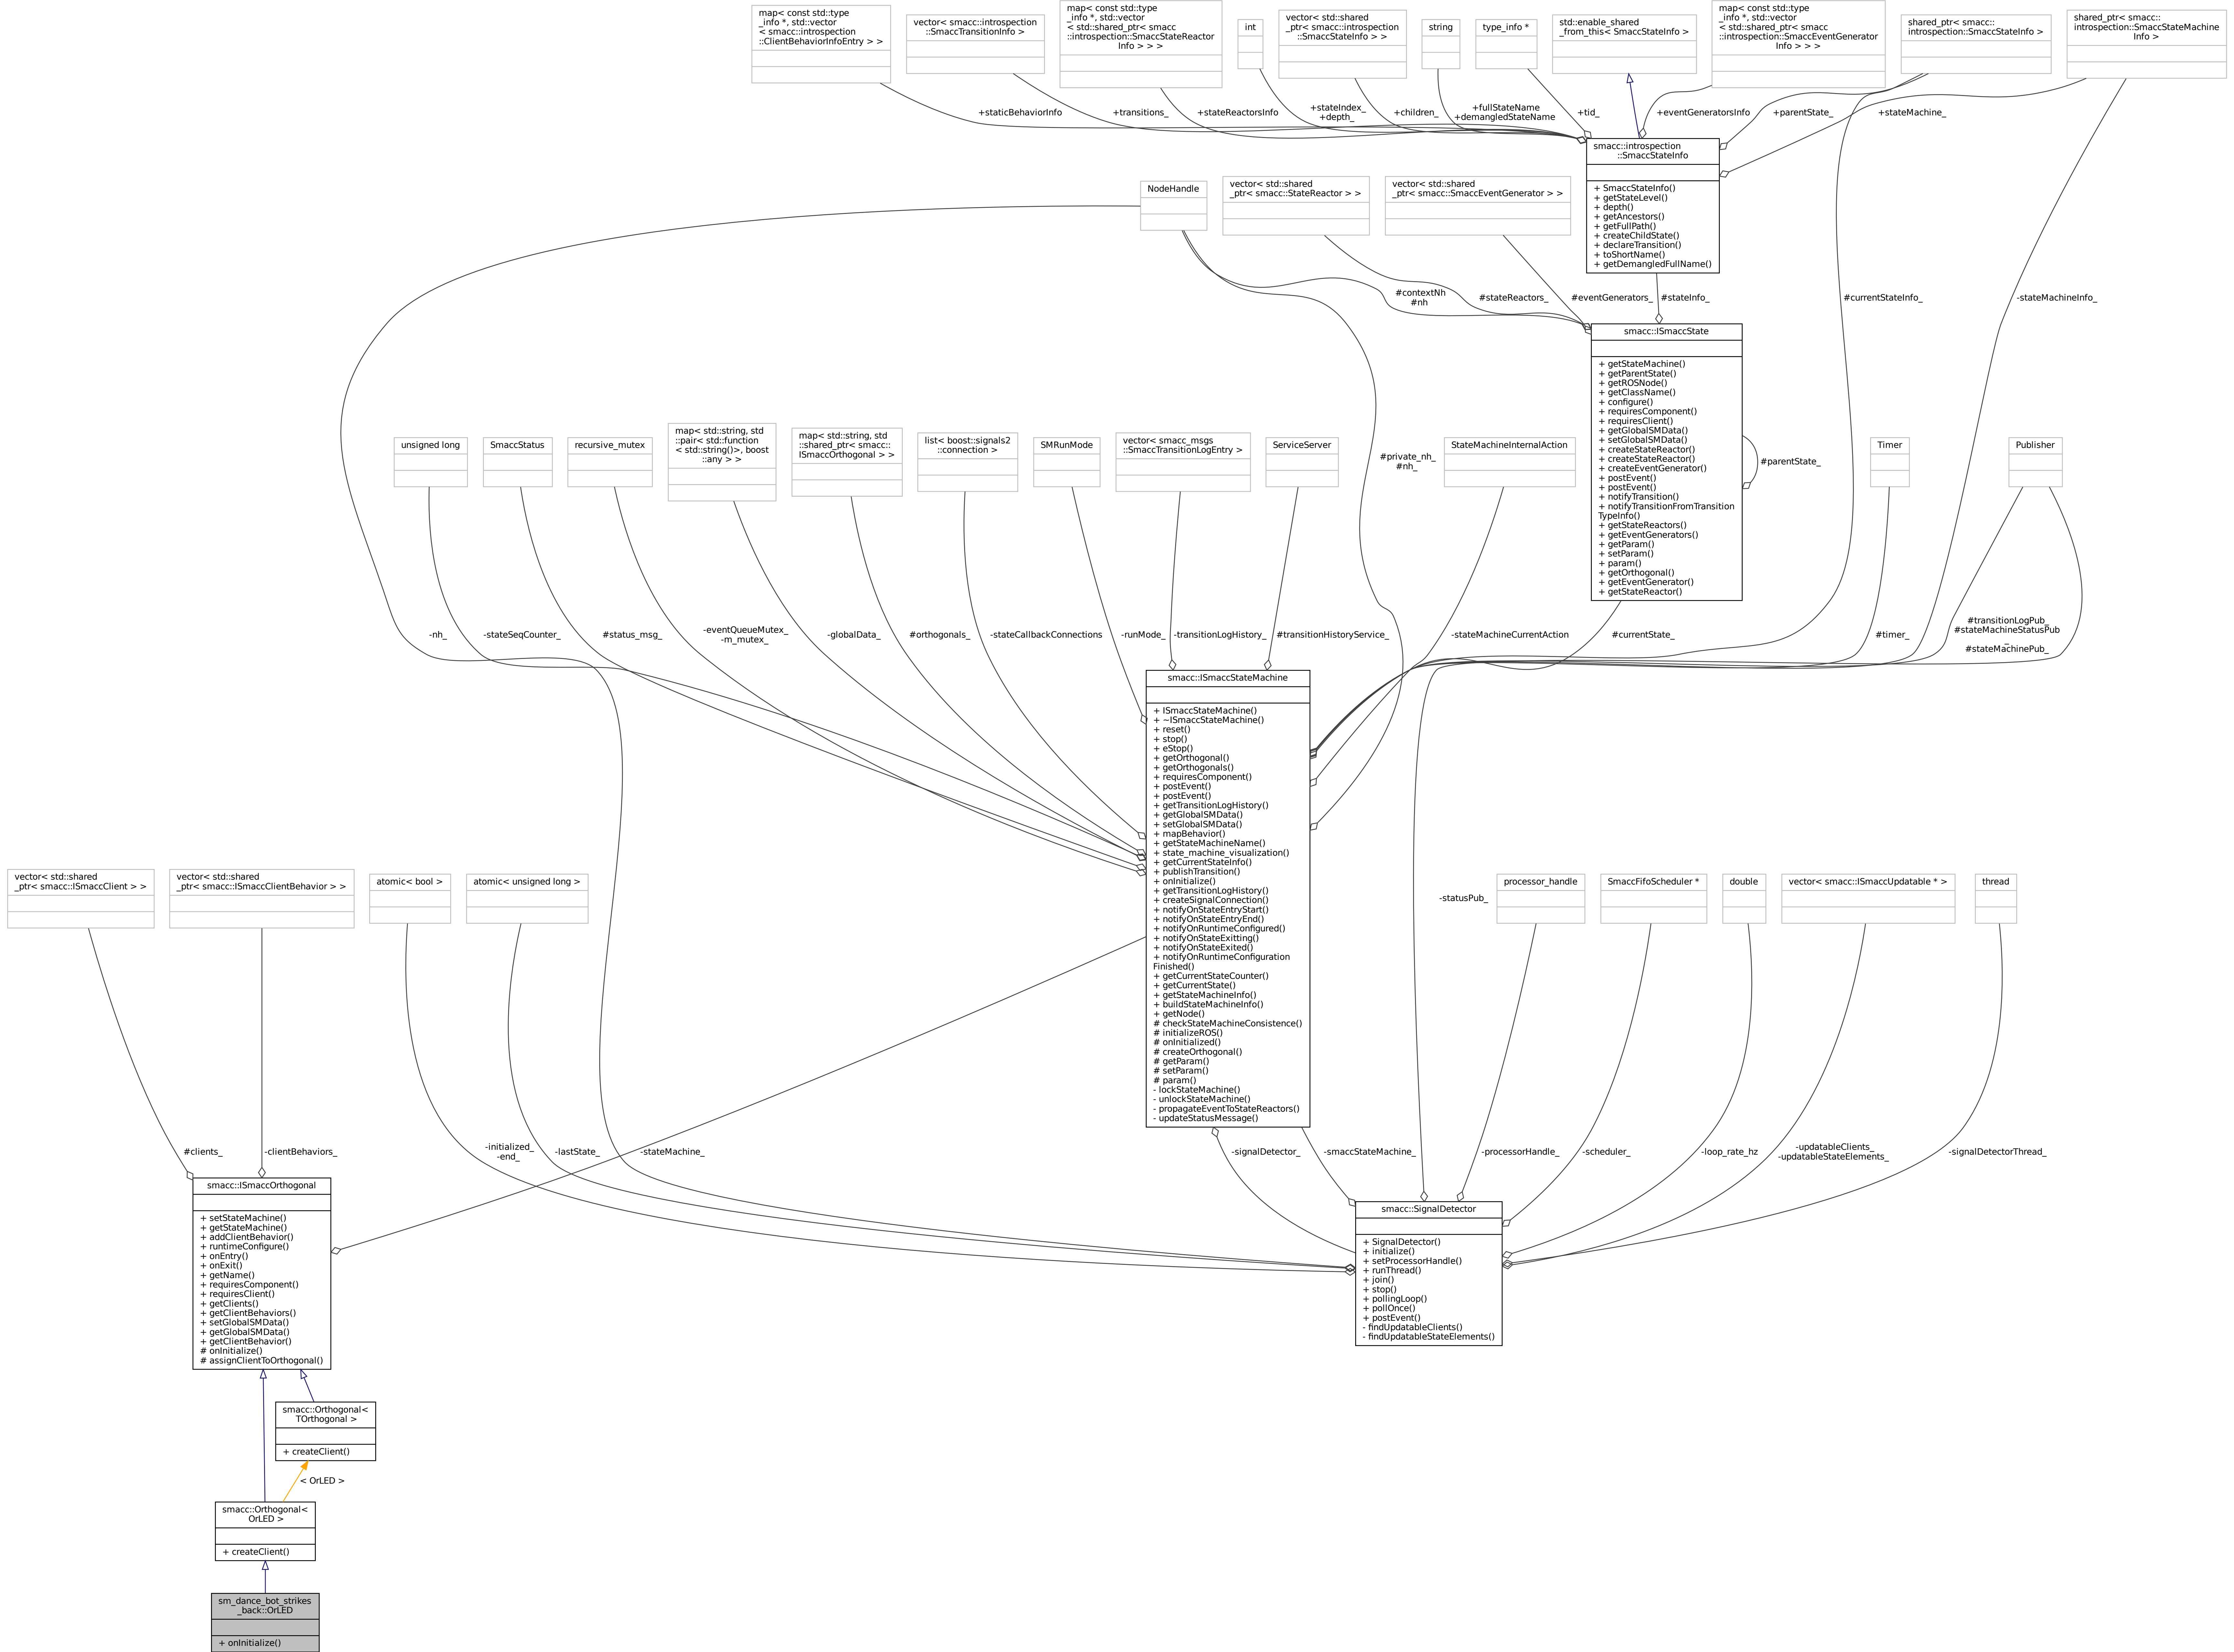 map< const std::type
_info *, std::vector
< smacc::introspection
::ClientBehaviorInfoEntry > >
vector< smacc::introspection
::SmaccTransitionInfo >
map< const std::type
_info *, std::vector
< std::shared_ptr< smacc
::introspection::SmaccStateReactor
Info > > >
int
vector< std::shared
_ptr< smacc::introspection
::SmaccStateInfo > >
string
type_info *
std::enable_shared
_from_this< SmaccStateInfo >
map< const std::type
_info *, std::vector
< std::shared_ptr< smacc
::introspection::SmaccEventGenerator
Info > > >
shared_ptr< smacc::
introspection::SmaccStateInfo >
shared_ptr< smacc::
introspection::SmaccStateMachine
Info >
+staticBehaviorInfo
+transitions_
+stateReactorsInfo
+stateIndex_
+depth_
+children_
+fullStateName
+demangledStateName
+tid_
+eventGeneratorsInfo
+parentState_
+stateMachine_
smacc::introspection
::SmaccStateInfo
+ SmaccStateInfo()
+ getStateLevel()
+ depth()
+ getAncestors()
+ getFullPath()
+ createChildState()
+ declareTransition()
+ toShortName()
+ getDemangledFullName()
NodeHandle
vector< std::shared
_ptr< smacc::StateReactor > >
vector< std::shared
_ptr< smacc::SmaccEventGenerator > >
#contextNh
#nh
#stateReactors_
#eventGenerators_
#stateInfo_
#currentStateInfo_
-stateMachineInfo_
smacc::ISmaccState
+ getStateMachine()
+ getParentState()
+ getROSNode()
+ getClassName()
+ configure()
+ requiresComponent()
+ requiresClient()
+ getGlobalSMData()
+ setGlobalSMData()
+ createStateReactor()
+ createStateReactor()
+ createEventGenerator()
+ postEvent()
+ postEvent()
+ notifyTransition()
+ notifyTransitionFromTransition
TypeInfo()
+ getStateReactors()
+ getEventGenerators()
+ getParam()
+ setParam()
+ param()
+ getOrthogonal()
+ getEventGenerator()
+ getStateReactor()
#parentState_
unsigned long
SmaccStatus
recursive_mutex
map< std::string, std
::pair< std::function
< std::string()>, boost
::any > >
map< std::string, std
::shared_ptr< smacc::
ISmaccOrthogonal > >
list< boost::signals2
::connection >
SMRunMode
vector< smacc_msgs
::SmaccTransitionLogEntry >
ServiceServer
#private_nh_
#nh_
StateMachineInternalAction
Timer
Publisher
-nh_
-stateSeqCounter_
#status_msg_
-eventQueueMutex_
-m_mutex_
-globalData_
#orthogonals_
-stateCallbackConnections
-runMode_
-transitionLogHistory_
#transitionHistoryService_
-stateMachineCurrentAction
#currentState_
#timer_
#transitionLogPub_
#stateMachineStatusPub
_
#stateMachinePub_
smacc::ISmaccStateMachine
+ ISmaccStateMachine()
+ ~ISmaccStateMachine()
+ reset()
+ stop()
+ eStop()
+ getOrthogonal()
+ getOrthogonals()
+ requiresComponent()
+ postEvent()
+ postEvent()
+ getTransitionLogHistory()
+ getGlobalSMData()
+ setGlobalSMData()
+ mapBehavior()
+ getStateMachineName()
+ state_machine_visualization()
+ getCurrentStateInfo()
+ publishTransition()
+ onInitialize()
+ getTransitionLogHistory()
+ createSignalConnection()
+ notifyOnStateEntryStart()
+ notifyOnStateEntryEnd()
+ notifyOnRuntimeConfigured()
+ notifyOnStateExitting()
+ notifyOnStateExited()
+ notifyOnRuntimeConfiguration
Finished()
+ getCurrentStateCounter()
+ getCurrentState()
+ getStateMachineInfo()
+ buildStateMachineInfo()
+ getNode()
# checkStateMachineConsistence()
# initializeROS()
# onInitialized()
# createOrthogonal()
# getParam()
# setParam()
# param()
- lockStateMachine()
- unlockStateMachine()
- propagateEventToStateReactors()
- updateStatusMessage()
vector< std::shared
_ptr< smacc::ISmaccClient > >
vector< std::shared
_ptr< smacc::ISmaccClientBehavior > >
atomic< bool >
atomic< unsigned long >
-statusPub_
processor_handle
SmaccFifoScheduler *
double
vector< smacc::ISmaccUpdatable * >
thread
#clients_
-clientBehaviors_
-initialized_
-end_
-lastState_
-stateMachine_
-signalDetector_
-smaccStateMachine_
-processorHandle_
-scheduler_
-loop_rate_hz
-updatableClients_
-updatableStateElements_
-signalDetectorThread_
smacc::ISmaccOrthogonal
+ setStateMachine()
+ getStateMachine()
+ addClientBehavior()
+ runtimeConfigure()
+ onEntry()
+ onExit()
+ getName()
+ requiresComponent()
+ requiresClient()
+ getClients()
+ getClientBehaviors()
+ setGlobalSMData()
+ getGlobalSMData()
+ getClientBehavior()
# onInitialize()
# assignClientToOrthogonal()
smacc::SignalDetector
+ SignalDetector()
+ initialize()
+ setProcessorHandle()
+ runThread()
+ join()
+ stop()
+ pollingLoop()
+ pollOnce()
+ postEvent()
- findUpdatableClients()
- findUpdatableStateElements()
smacc::Orthogonal<
TOrthogonal >
+ createClient()
< OrLED >
smacc::Orthogonal<
OrLED >
+ createClient()
sm_dance_bot_strikes
_back::OrLED
+ onInitialize()